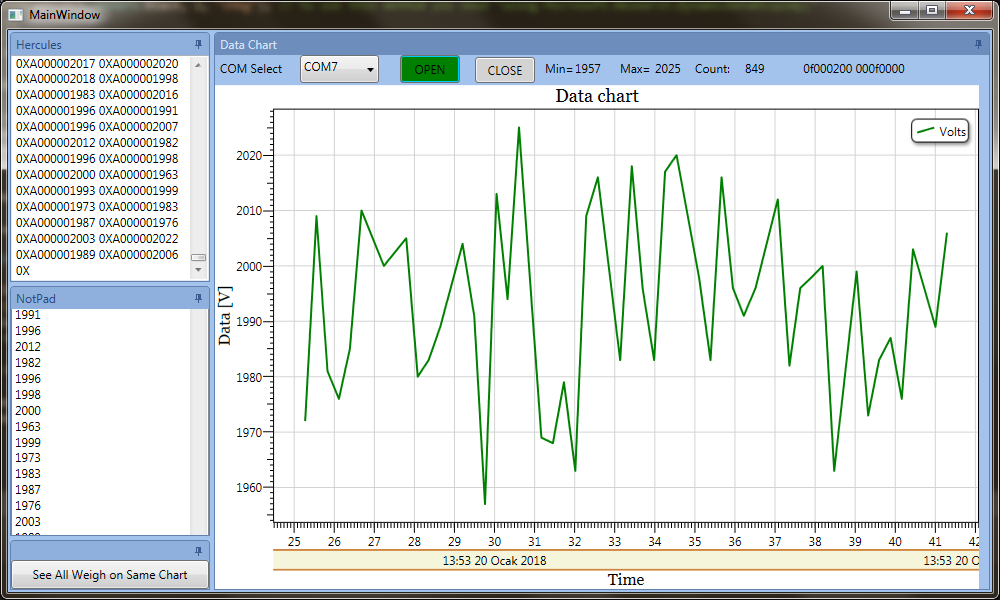 MainWindow
Hercules
0XA000002017 0XA000002020
0XA000002018 0XA000001998
0XA000001983 0XA000002016
0XA000001996 0XA000001991
0XA000001996 0XA000002007
0XA000002012 0XA000001982
0XA000001996 0XA000001998
0XA000002000 0XA000001963
0XA000001993 0XA000001999
0XA000001973 0XA000001983
0XA000001987 0XA000001976
0XA000002003 0XA000002022
0XA000001989 0XA000002006
0X
NotPad
1991
1996
2012
1982
1996
1998
2000
1963
1999
1973
1983
1987
1976
2003
See All Weigh on Same Chart
Data Chart
COM Select COM7 OPEN CLOSE Min= 1957 Max= 2025 Count: 849 0f000200 000f0000
Data chart
Volts
2020
2010
2000
1990
1980
1970
1960
Data [V]
25 26 27 28 29 30 31 32 33 34 35 36 37 38 39 40 41 42
13:53 20 Ocak 2018 13:53 20 O
Time